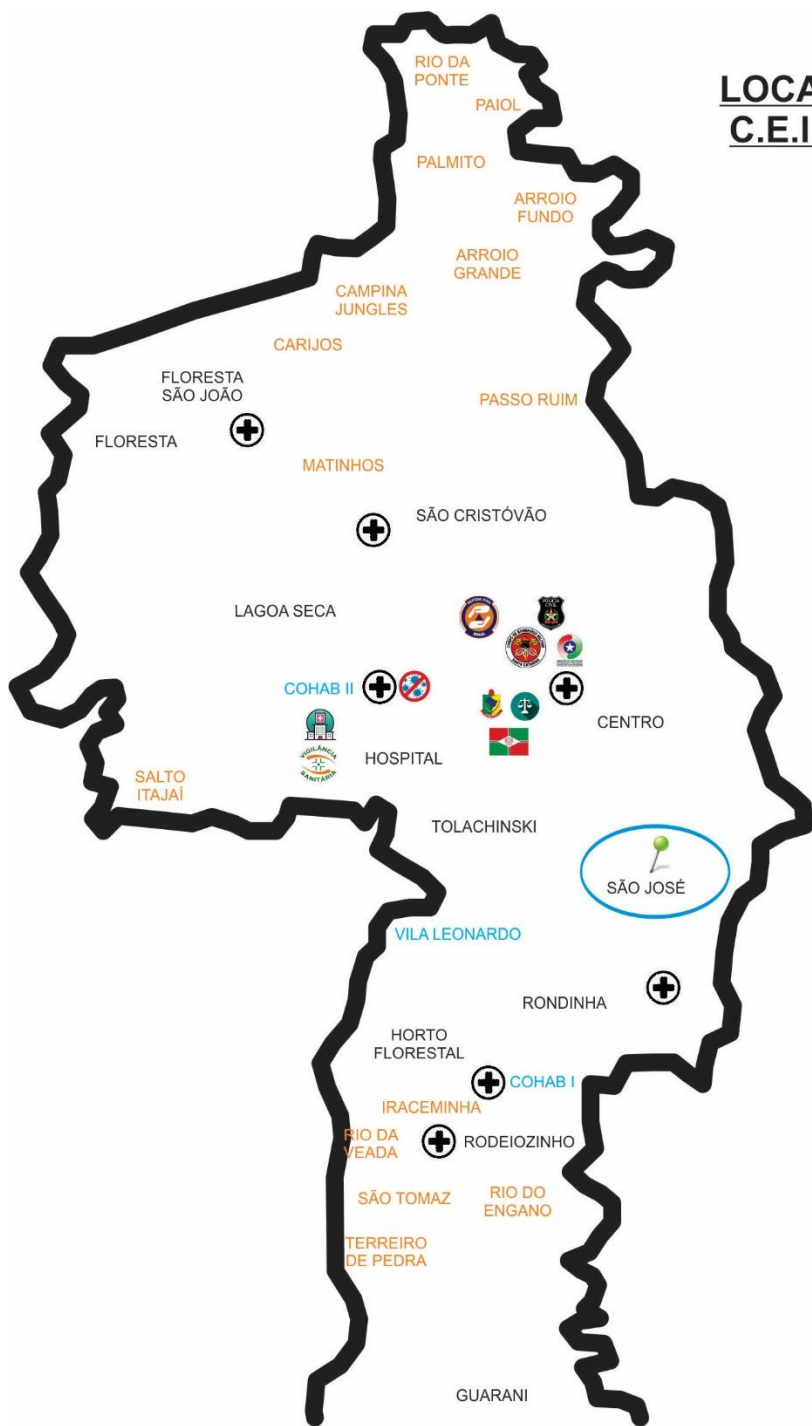 RIO DA
PONTE
LOCA
C.E.I
PAIOL
PALMITO
ARROIO
FUNDO
ARROIO
GRANDE
CAMPINA
JUNGLES
CARIJOS
FLORESTA
SÃO JOÃO
PASSO RUIM
FLORESTA
MATINHOS
SÃO CRISTÓVÃO
LAGOA SECA
POLÍCIA
CIVIL
COHAB II
CENTRO
VIGILÂNCIA
SANITÁRIA
HOSPITAL
SALTO
ITAJAÍ
TOLACHINSKI
SÃO JOSÉ
VILA LEONARDO
RONDINHA
HORTO
FLORESTAL
COHAB I
IRACEMINHA
RIO DA
VEADA
RODEIOZINHO
SÃO TOMAZ
RIO DO
ENGANO
TERREIRO
DE PEDRA
GUARANI